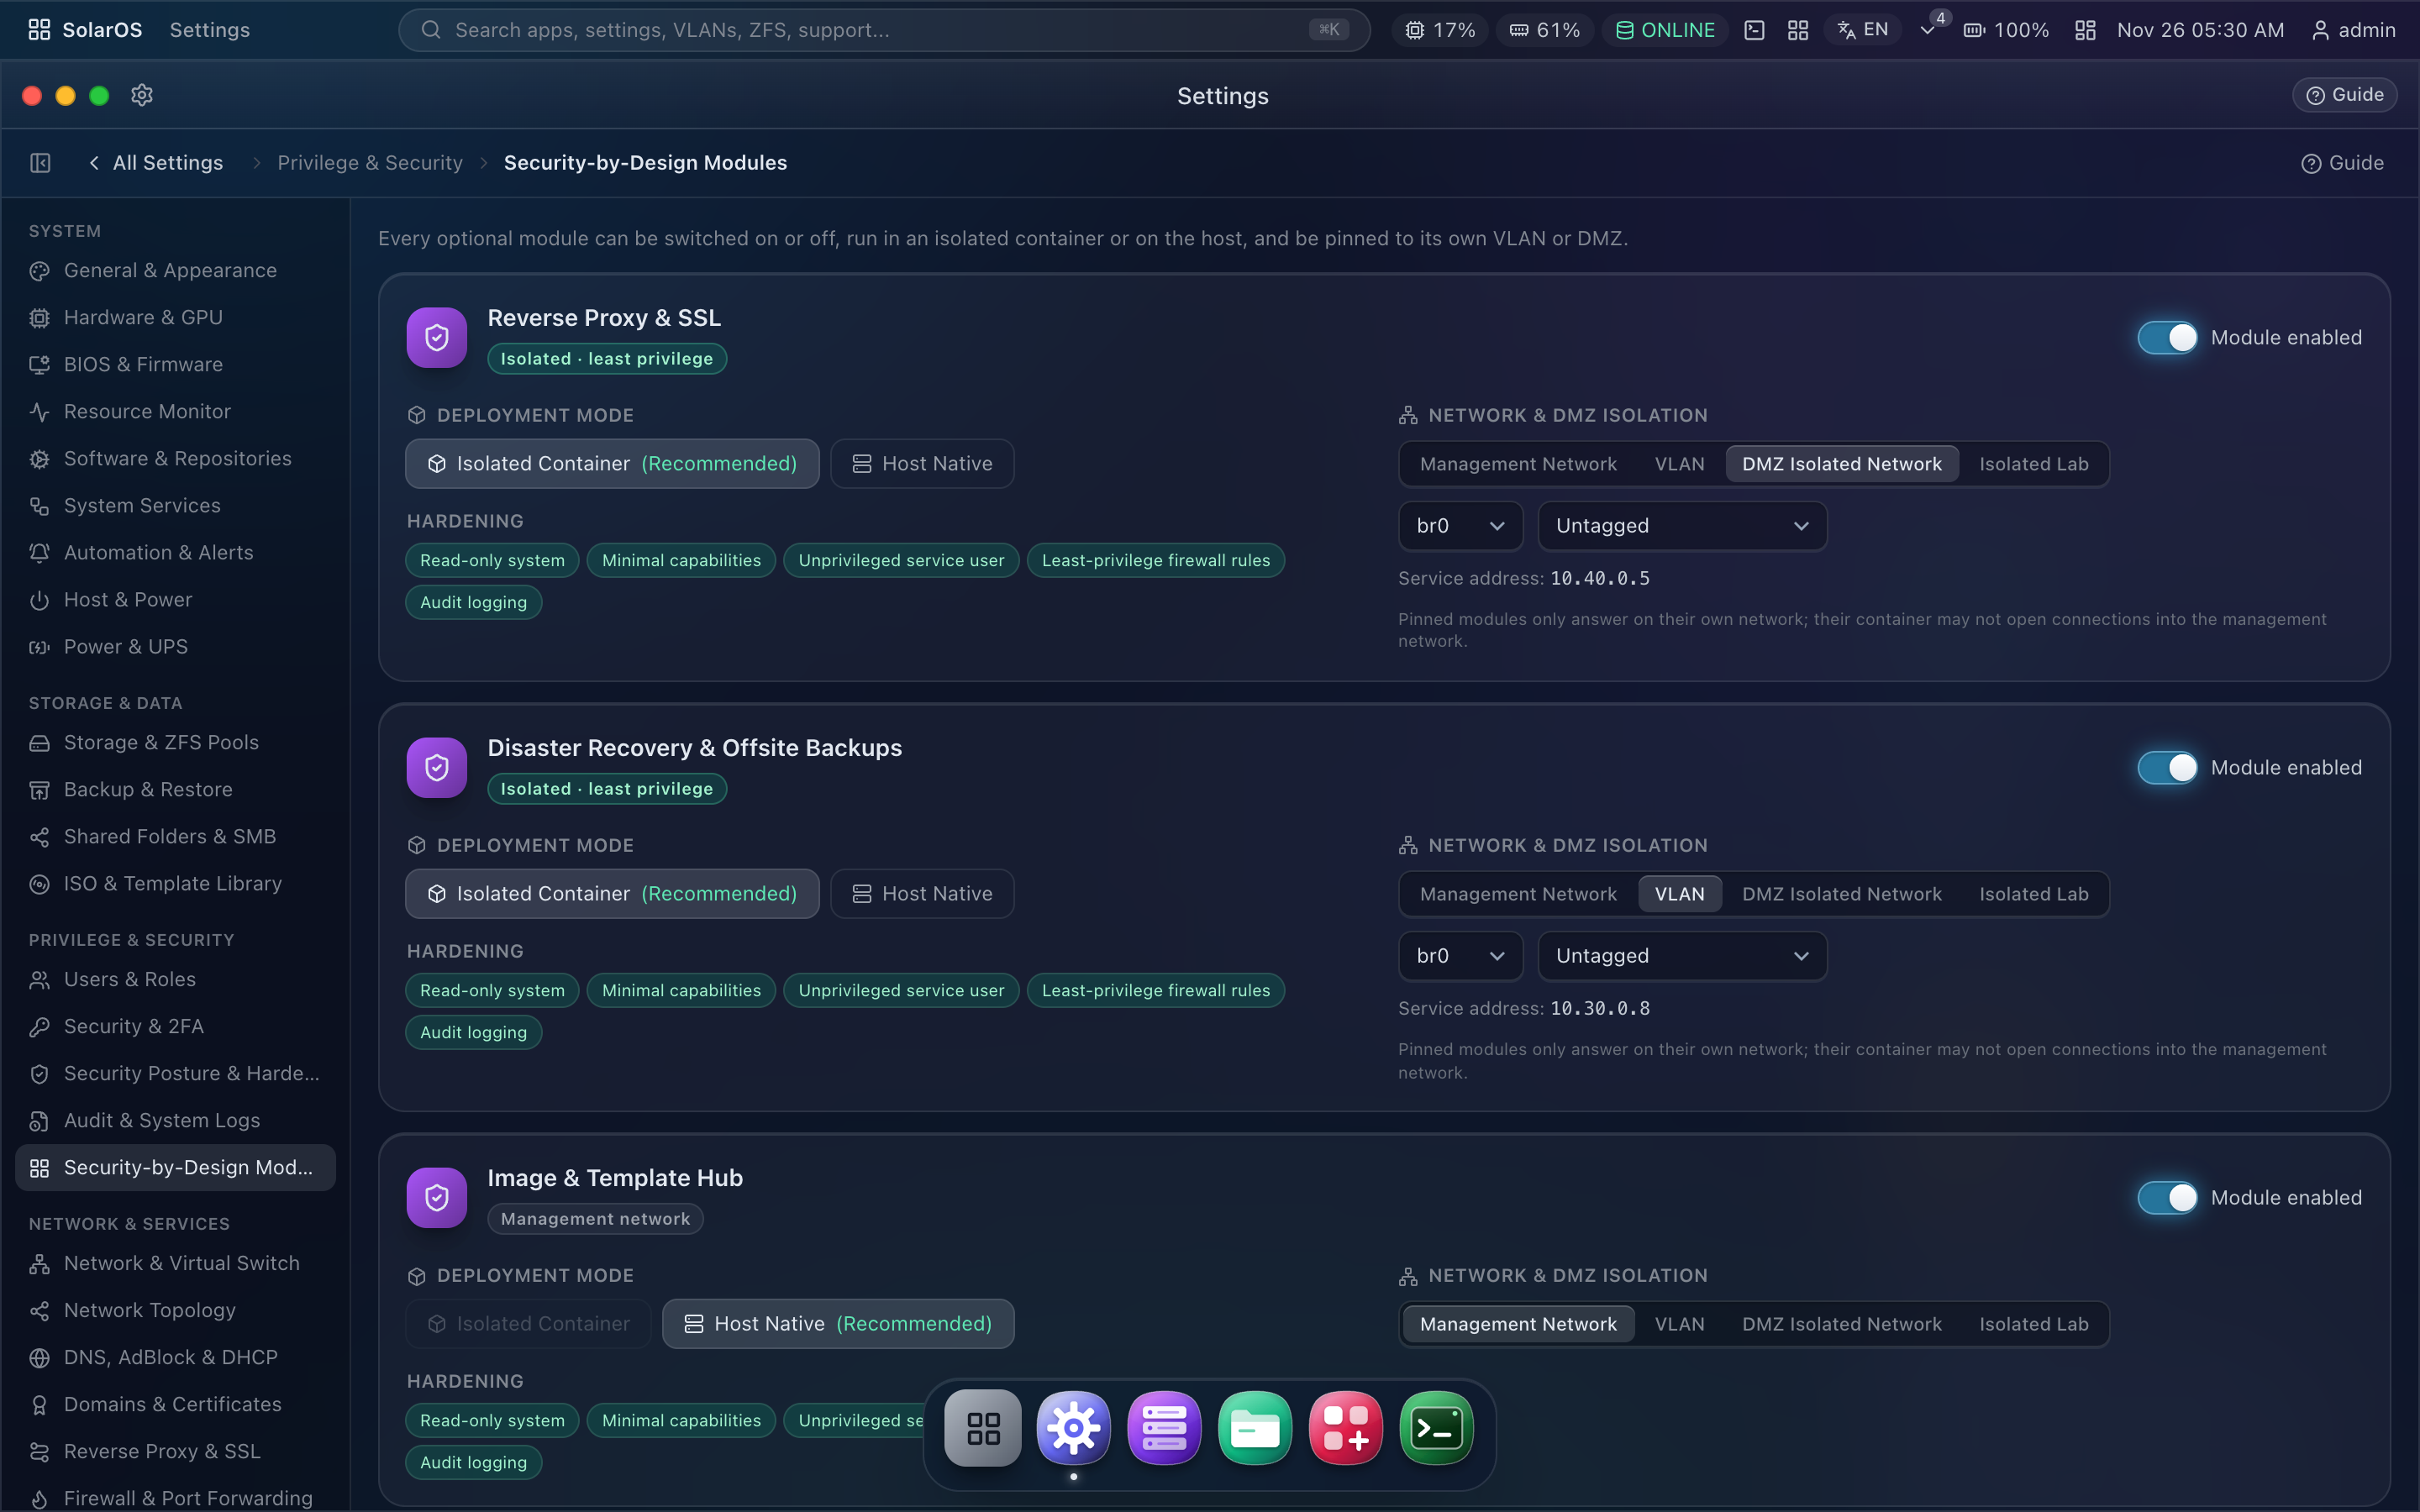 SolarOS Settings
Search apps, settings, VLANs, ZFS, support... ⌘K
17% 61% ONLINE EN 4 100% Nov 26 05:30 AM admin
Settings
Guide
All Settings Privilege & Security Security-by-Design Modules
Guide
SYSTEM
General & Appearance
Hardware & GPU
BIOS & Firmware
Resource Monitor
Software & Repositories
System Services
Automation & Alerts
Host & Power
Power & UPS
STORAGE & DATA
Storage & ZFS Pools
Backup & Restore
Shared Folders & SMB
ISO & Template Library
PRIVILEGE & SECURITY
Users & Roles
Security & 2FA
Security Posture & Harde...
Audit & System Logs
Security-by-Design Mod...
NETWORK & SERVICES
Network & Virtual Switch
Network Topology
DNS, AdBlock & DHCP
Domains & Certificates
Reverse Proxy & SSL
Firewall & Port Forwarding
Every optional module can be switched on or off, run in an isolated container or on the host, and be pinned to its own VLAN or DMZ.
Reverse Proxy & SSL
Isolated · least privilege
Module enabled
DEPLOYMENT MODE
Isolated Container (Recommended) Host Native
HARDENING
Read-only system Minimal capabilities Unprivileged service user Least-privilege firewall rules
Audit logging
NETWORK & DMZ ISOLATION
Management Network VLAN DMZ Isolated Network Isolated Lab
br0 Untagged
Service address: 10.40.0.5
Pinned modules only answer on their own network; their container may not open connections into the management
network.
Disaster Recovery & Offsite Backups
Isolated · least privilege
Module enabled
DEPLOYMENT MODE
Isolated Container (Recommended) Host Native
HARDENING
Read-only system Minimal capabilities Unprivileged service user Least-privilege firewall rules
Audit logging
NETWORK & DMZ ISOLATION
Management Network VLAN DMZ Isolated Network Isolated Lab
br0 Untagged
Service address: 10.30.0.8
Pinned modules only answer on their own network; their container may not open connections into the management
network.
Image & Template Hub
Management network
Module enabled
DEPLOYMENT MODE
Isolated Container Host Native (Recommended)
HARDENING
Read-only system Minimal capabilities Unprivileged se
Audit logging
NETWORK & DMZ ISOLATION
Management Network VLAN DMZ Isolated Network Isolated Lab